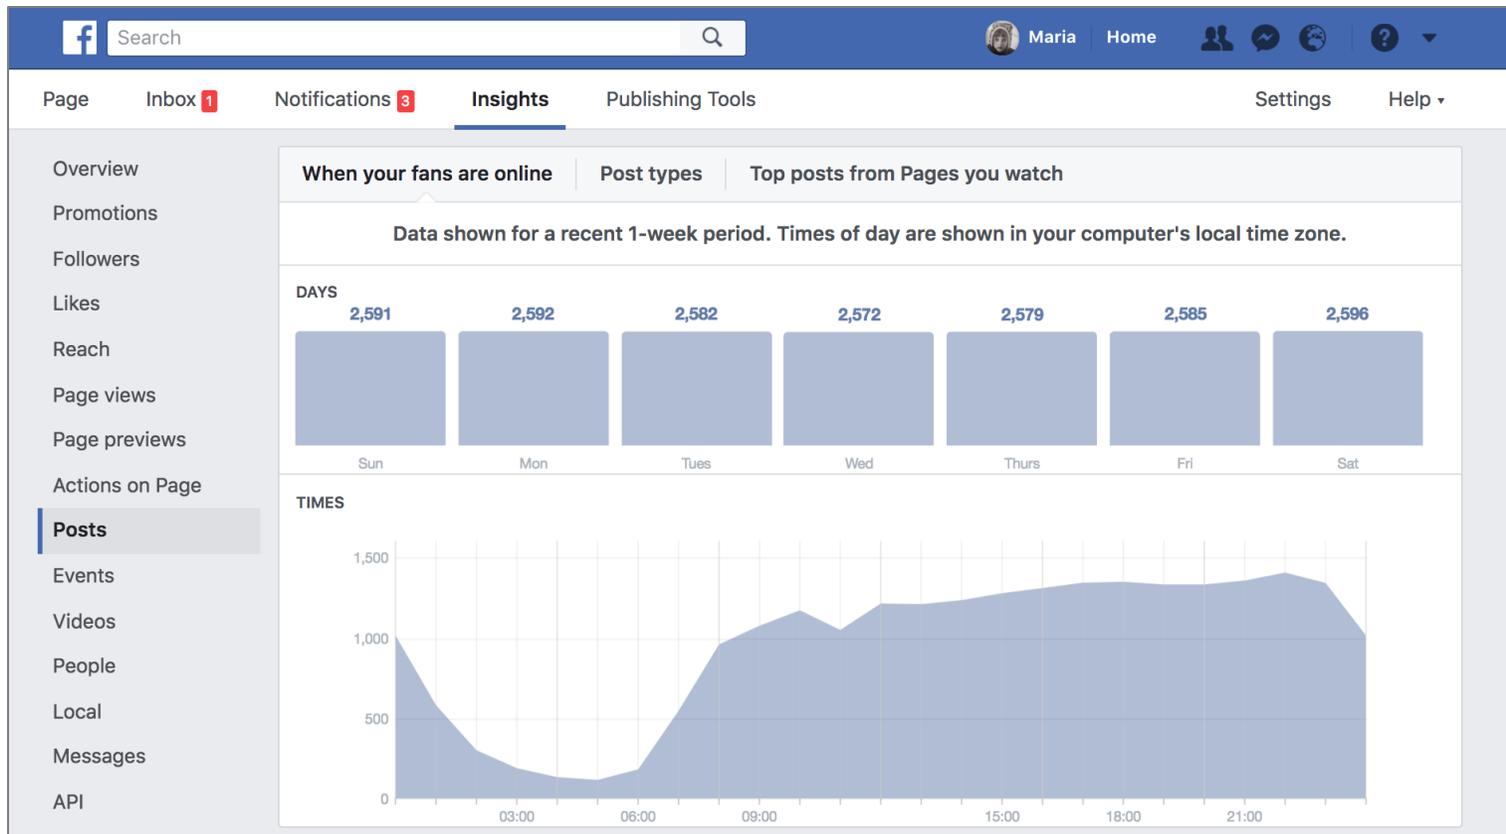 f Search Maria Home ?
Page Inbox 1 Notifications 3 Insights Publishing Tools Settings Help
Overview
Promotions
Followers
Likes
Reach
Page views
Page previews
Actions on Page
Posts
Events
Videos
People
Local
Messages
API
When your fans are online Post types Top posts from Pages you watch
Data shown for a recent 1-week period. Times of day are shown in your computer's local time zone.
DAYS
2,591 2,592 2,582 2,572 2,579 2,585 2,596
Sun Mon Tues Wed Thurs Fri Sat
TIMES
1,500
1,000
500
0
03:00 06:00 09:00 15:00 18:00 21:00